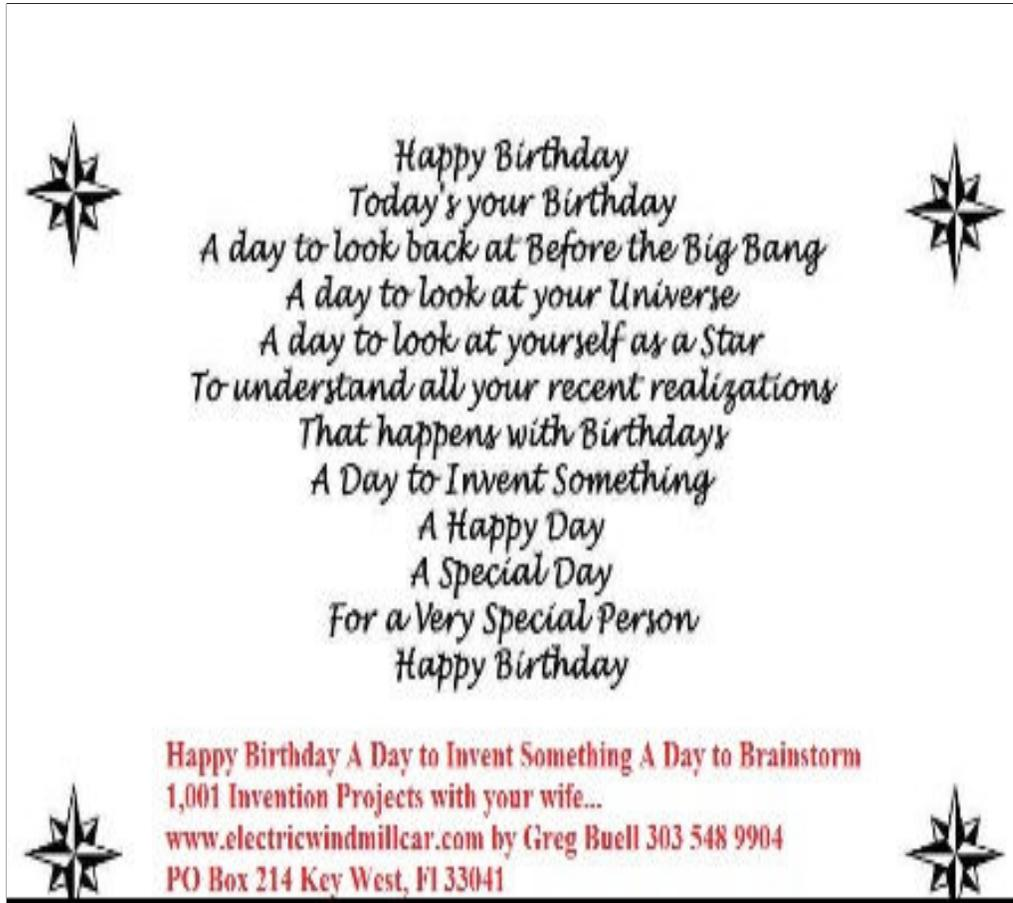 Happy Birthday
Today's your Birthday
A day to look back at Before the Big Bang
A day to look at your Universe
A day to look at yourself as a Star
To understand all your recent realizations
That happens with Birthdays
A Day to Invent Something
A Happy Day
A Special Day
For a Very Special Person
Happy Birthday
Happy Birthday A Day to Invent Something A Day to Brainstorm
1,001 Invention Projects with your wife...
www.electricwindmillcar.com by Greg Buell 303 548 9904
PO Box 214 Key West, Fl 33041